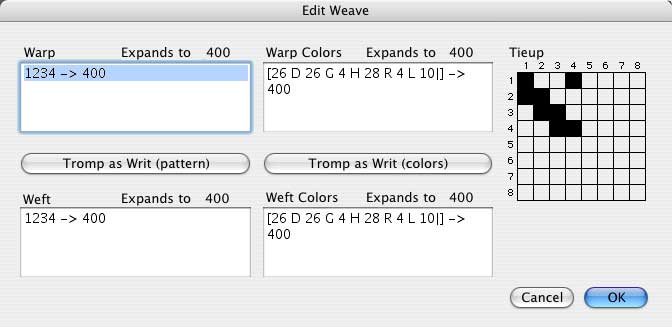 Edit Weave
Warp Expands to 400
1234 -> 400
Warp Colors Expands to 400
[26 D 26 G 4 H 28 R 4 L 10|] ->
400
Tromp as Writ (pattern)
Tromp as Writ (colors)
Weft Expands to 400
1234 -> 400
Weft Colors Expands to 400
[26 D 26 G 4 H 28 R 4 L 10|] ->
400
Tieup
1 2 3 4 5 6 7 8
1
2
3
4
5
6
7
8
Cancel
OK